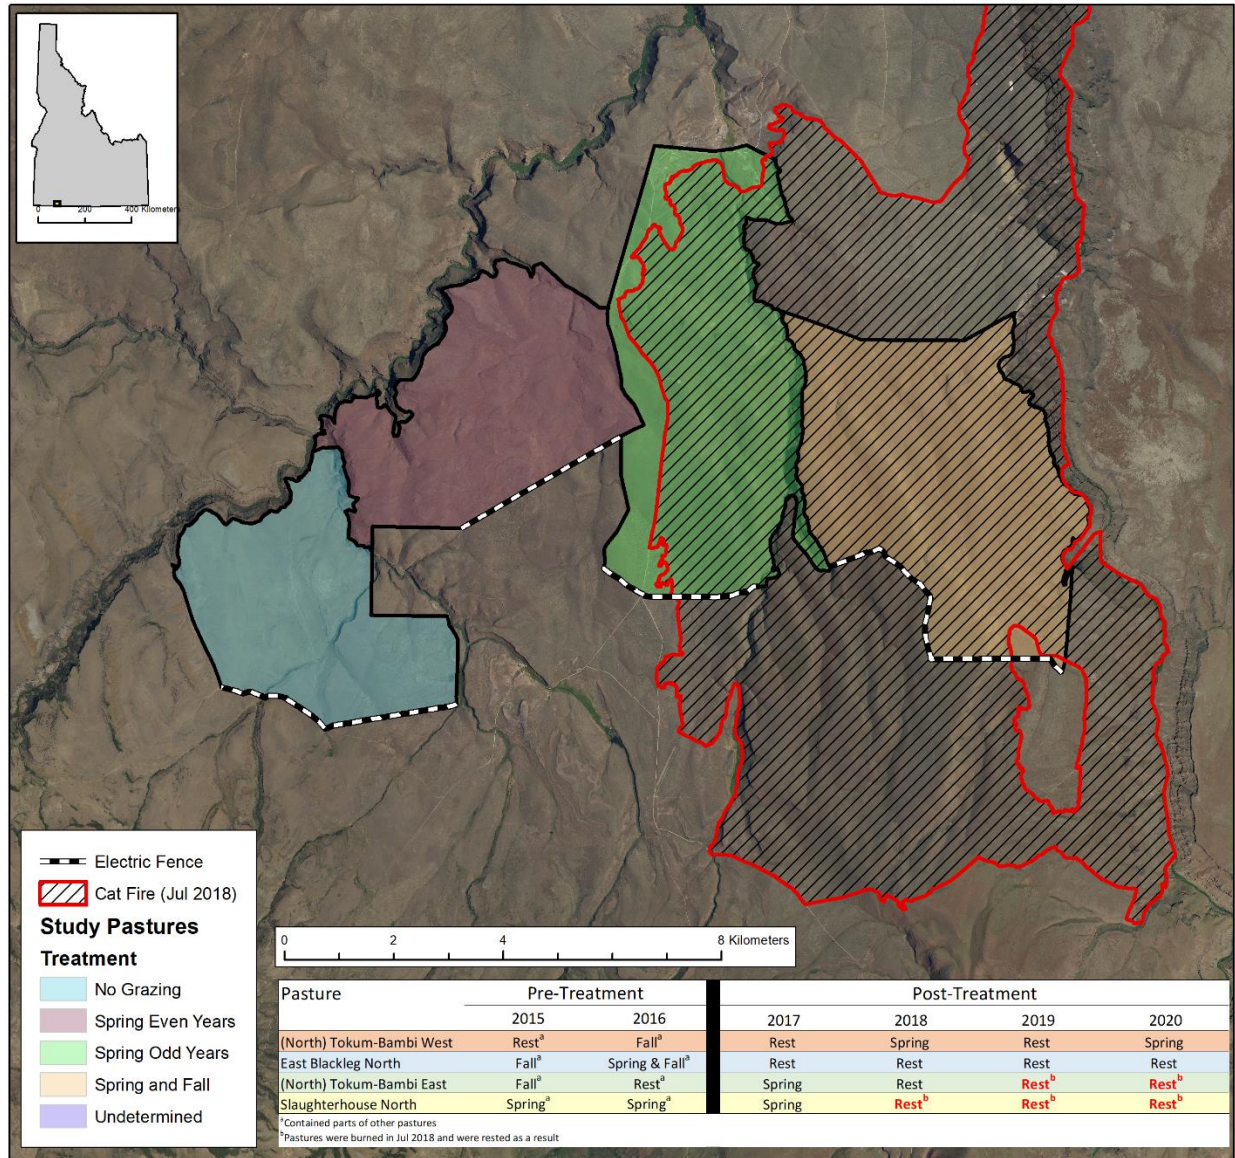 0 200 400 Kilometers
Electric Fence
Cat Fire (Jul 2018)
Study Pastures
Treatment
No Grazing
Spring Even Years
Spring Odd Years
Spring and Fall
Undetermined
0 2 4 8 Kilometers
Pasture Pre-Treatment Post-Treatment
2015 2016 2017 2018 2019 2020
(North) Tokum-Bambi West Restᵃ Fallᵃ Rest Spring Rest Spring
East Blackleg North Fallᵃ Spring & Fallᵃ Rest Rest Rest Rest
(North) Tokum-Bambi East Fallᵃ Restᵃ Spring Rest Restᵇ Restᵇ
Slaughterhouse North Springᵃ Springᵃ Spring Restᵇ Restᵇ Restᵇ
ᵃContained parts of other pastures
ᵇPastures were burned in Jul 2018 and were rested as a result